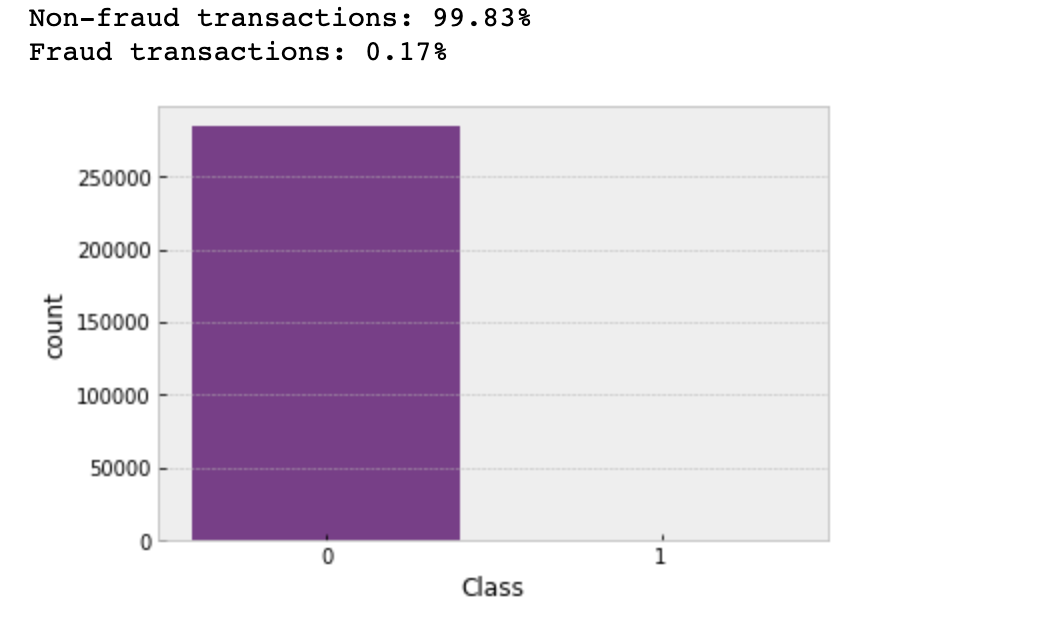 Non-fraud transactions: 99.83%
Fraud transactions: 0.17%
250000
200000
150000
100000
50000
0
count
0 1
Class